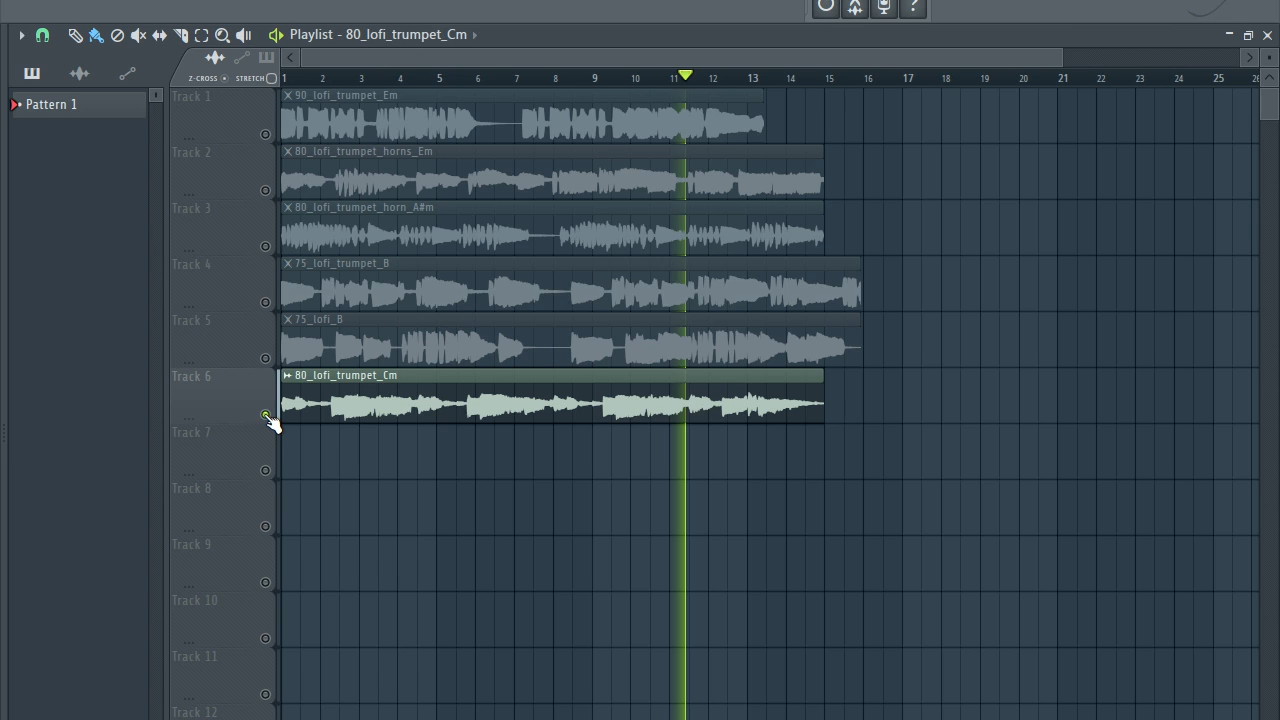 ?
Playlist - 80_lofi_trumpet_Cm
Z-CROSS STRETCH
1 2 3 4 5 6 7 8 9 10 11 12 13 14 15 16 17 18 19 20 21 22 23 24 25 26
Pattern 1
Track 1
90_lofi_trumpet_Em
Track 2
80_lofi_trumpet_horns_Em
Track 3
80_lofi_trumpet_horn_A#m
Track 4
75_lofi_trumpet_B
Track 5
75_lofi_B
Track 6
80_lofi_trumpet_Cm
Track 7
Track 8
Track 9
Track 10
Track 11
Track 12